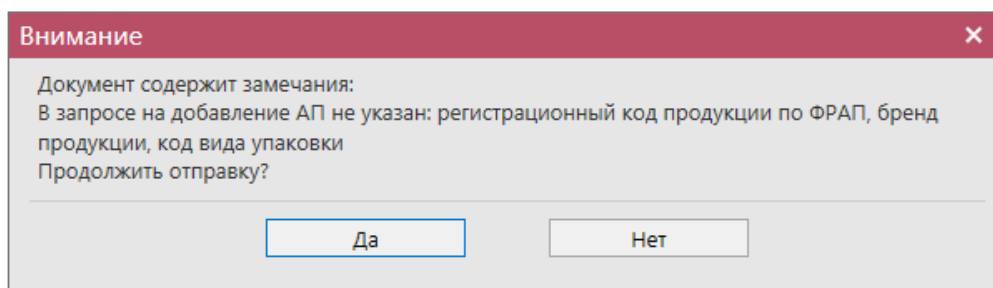 Внимание
Документ содержит замечания:
В запросе на добавление АП не указан: регистрационный код продукции по ФРАП, бренд
продукции, код вида упаковки
Продолжить отправку?
Да
Нет